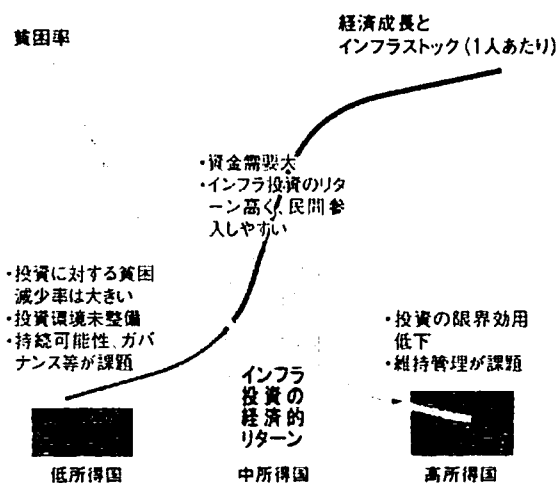 貧困率
経済成長と
インフラストック(1人あたり)
・資金需要大
・インフラ投資のリタ
ーン高く、民間参
入しやすい
・投資に対する貧困
減少率は大きい
・投資環境未整備
・持続可能性、ガバ
ナンス等が課題
・投資の限界効用
低下
・維持管理が課題
インフラ
投資の
経済的
リターン
低所得国
中所得国
高所得国